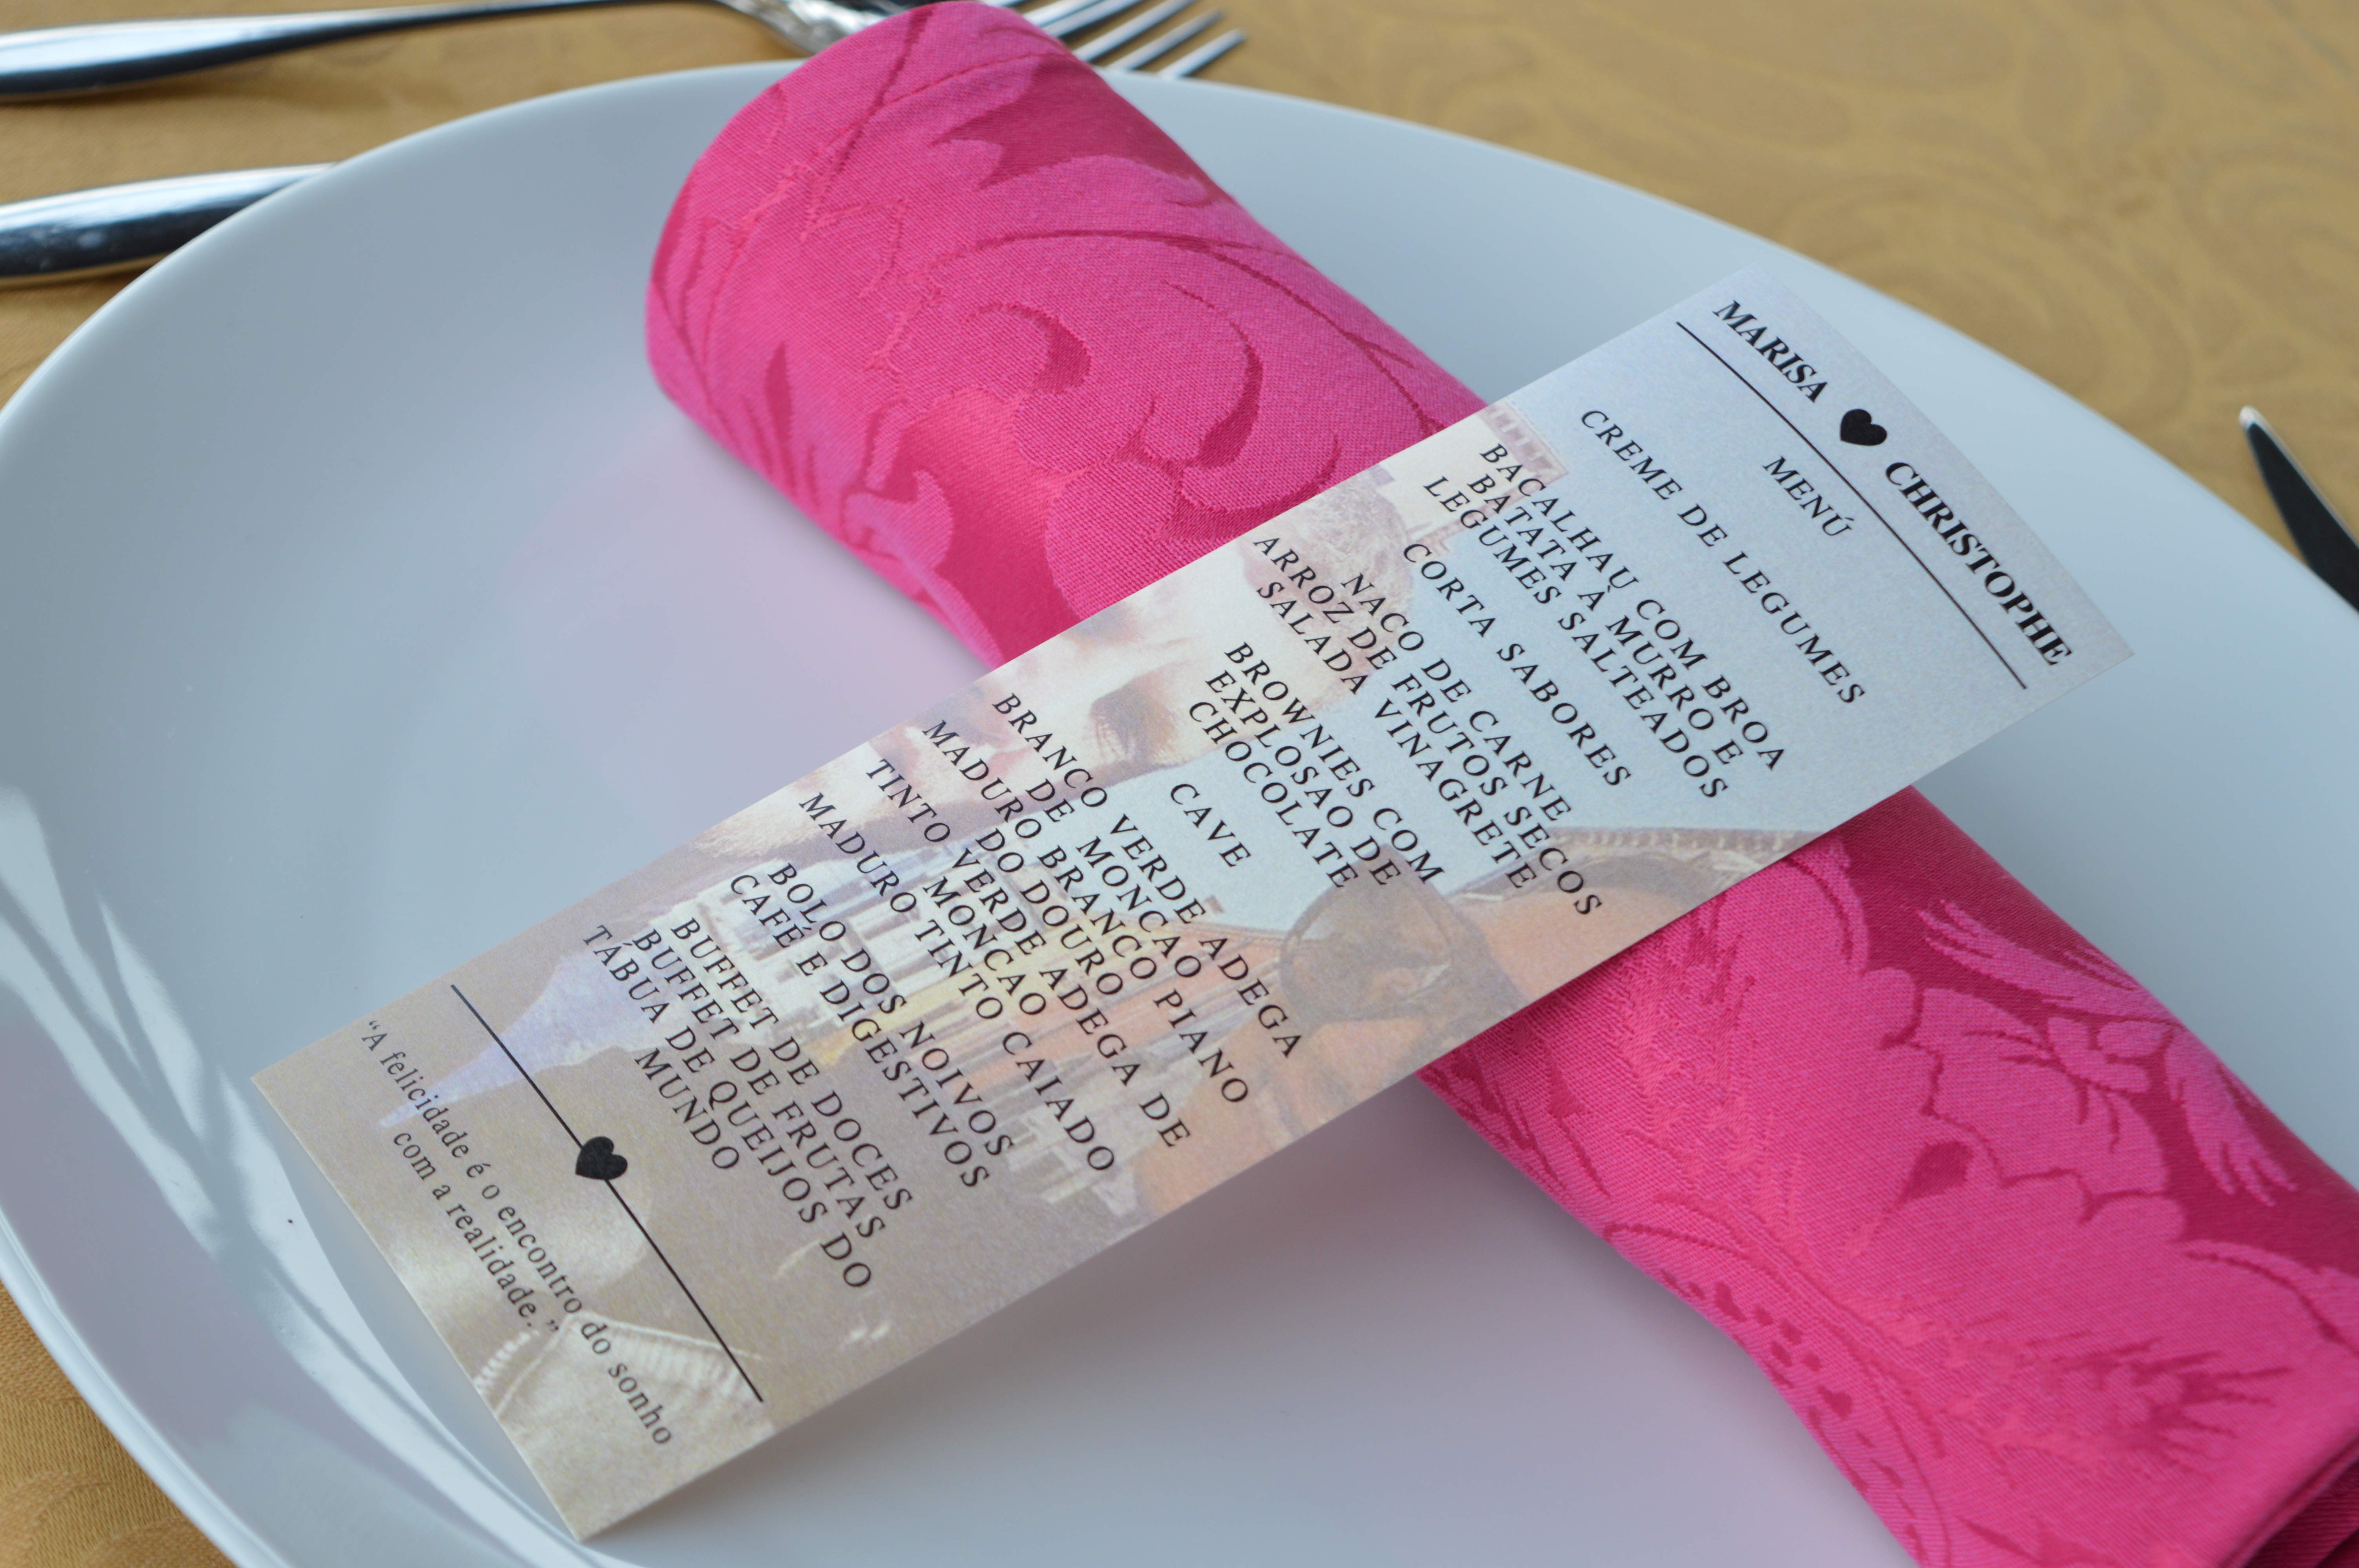 MARISA ♥ CHRISTOPHE
MENÚ
CREME DE LEGUMES
BACALHAU COM BROA
BATATA À MURRO E
LEGUMES SALTEADOS
CORTA SABORES
NACO DE CARNE
ARROZ DE FRUTOS SECOS
SALADA VINAGRETE
BROWNIES COM
EXPLOSAO DE
CHOCOLATE
CAVE
BRANCO VERDE ADEGA
DE MONCAO
MADURO BRANCO PIANO
DO DOURO
TINTO VERDE ADEGA DE
MONCAO
MADURO TINTO CAIADO
BOLO DOS NOIVOS
CAFÉ E DIGESTIVOS
BUFFET DE DOCES
BUFFET DE FRUTAS
TÁBUA DE QUEIJOS DO
MUNDO
“A felicidade é o encontro do sonho
com a realidade.”